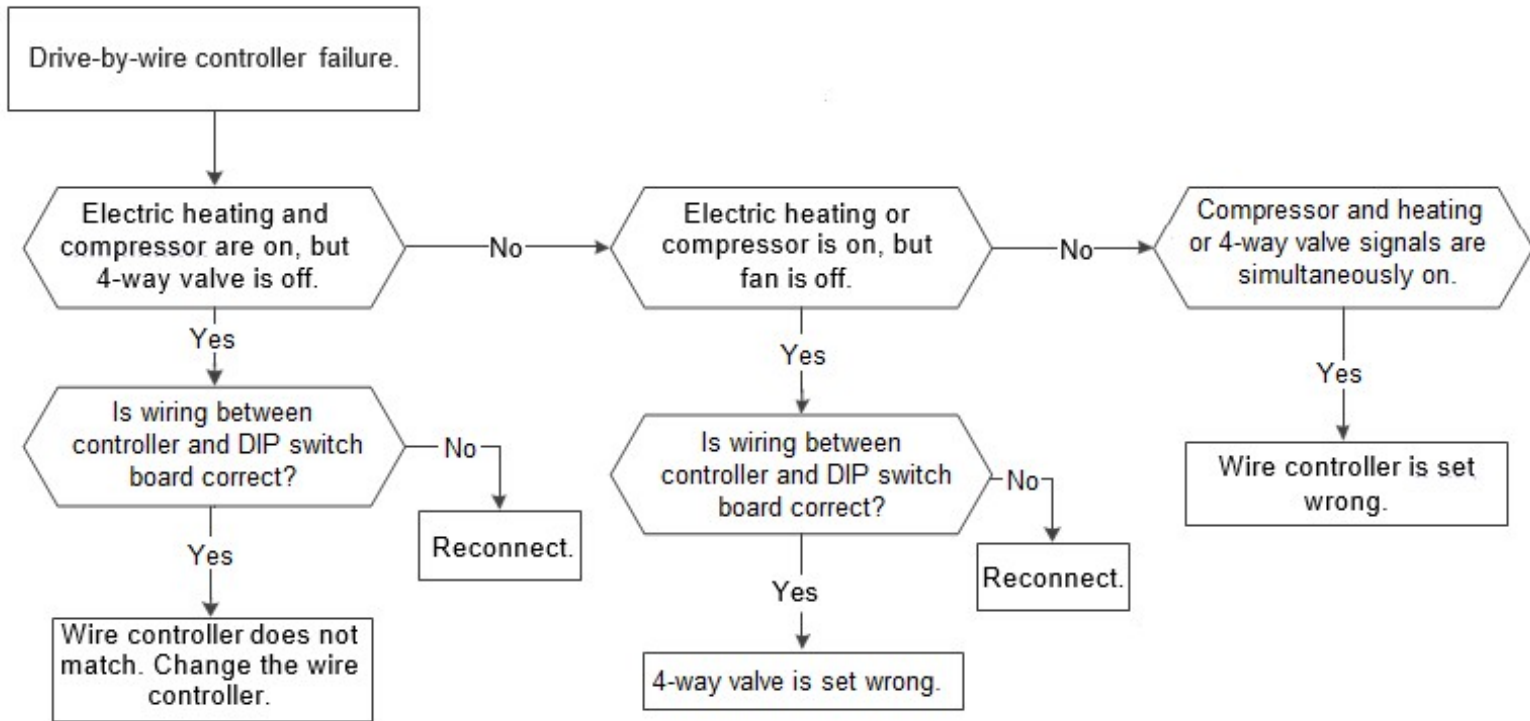 Drive-by-wire controller failure.
Electric heating and
compressor are on, but
4-way valve is off.
No
Electric heating or
compressor is on, but
fan is off.
No
Compressor and heating
or 4-way valve signals are
simultaneously on.
Yes
Yes
Yes
Is wiring between
controller and DIP switch
board correct?
No
Reconnect.
Is wiring between
controller and DIP switch
board correct?
No
Reconnect.
Wire controller is set
wrong.
Yes
Yes
Wire controller does not
match. Change the wire
controller.
4-way valve is set wrong.